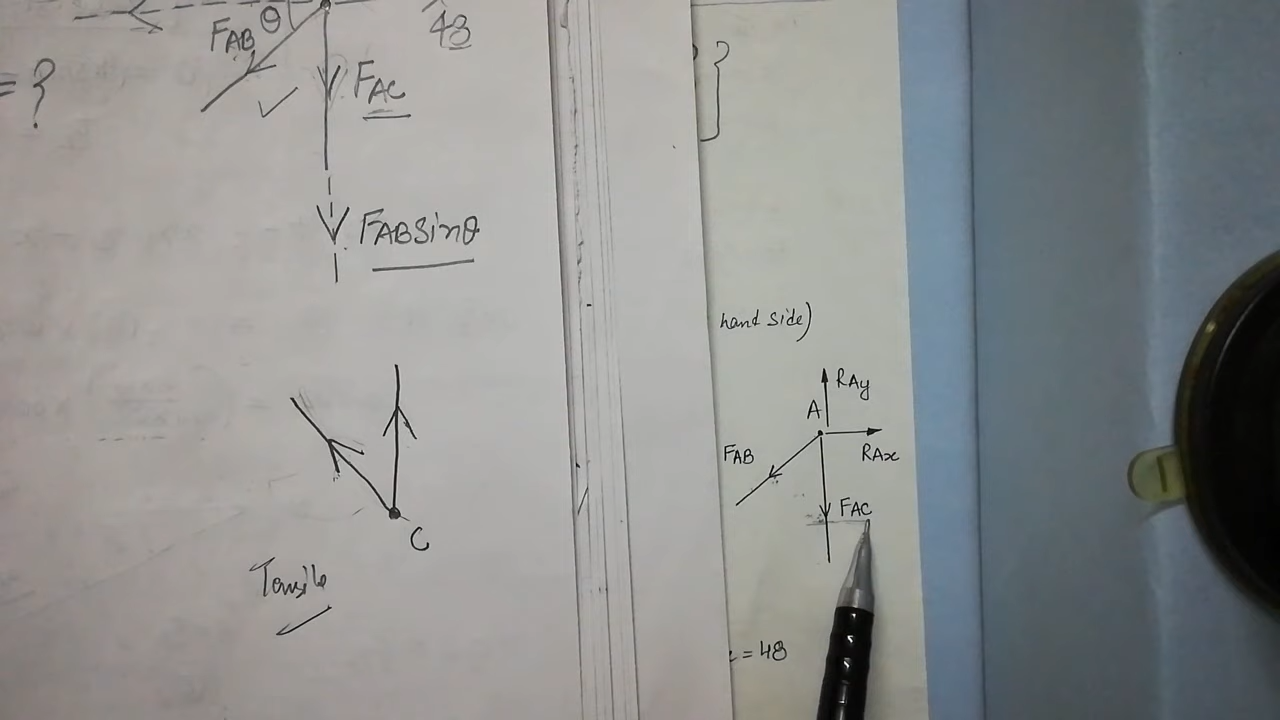 FAB θ
48
= ?
FAC
FABSinθ
C
Tensile
?
hand side)
RAy
A
FAB
RAx
FAC
= 48